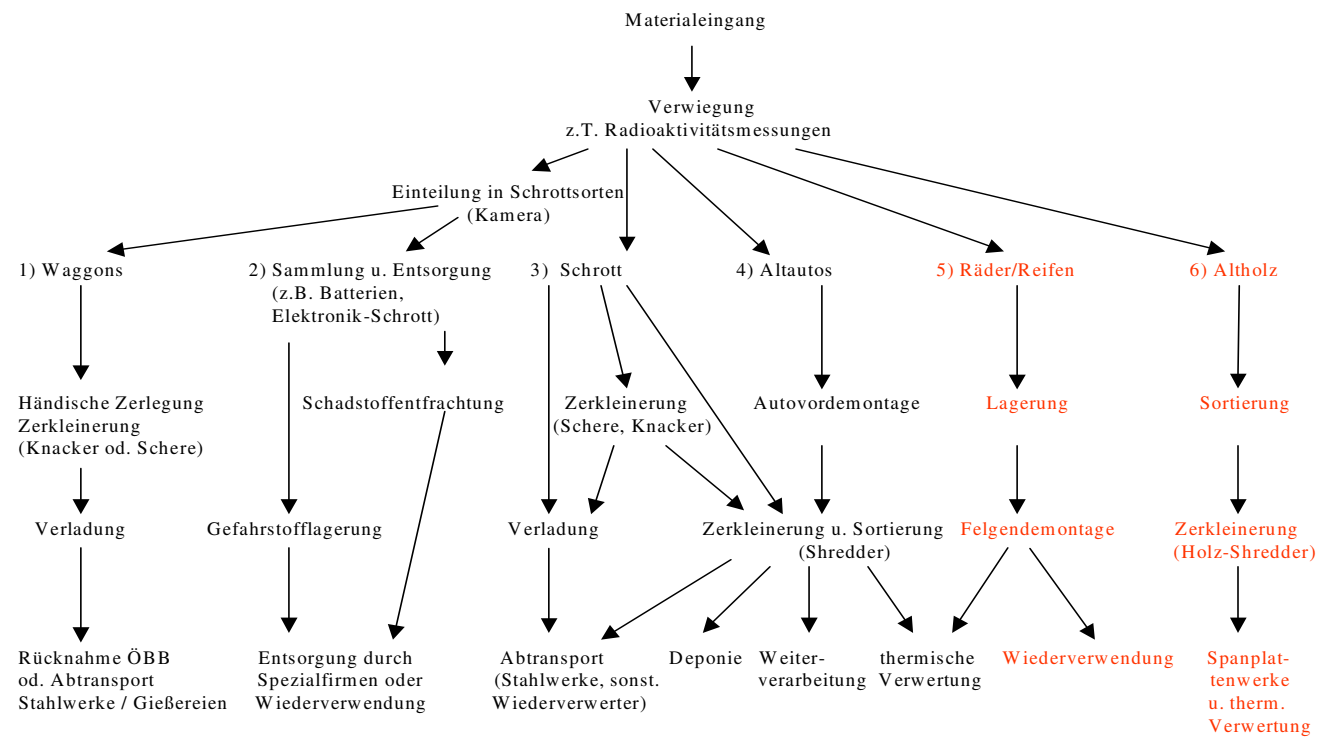 Materialeingang
Verwiegung
z.T. Radioaktivitätsmessungen
Einteilung in Schrottsorten
(Kamera)
1) Waggons
2) Sammlung u. Entsorgung
(z.B. Batterien,
Elektronik-Schrott)
3) Schrott
4) Altautos
5) Räder/Reifen
6) Altholz
Händische Zerlegung
Zerkleinerung
(Knacker od. Schere)
Schadstoffentfrachtung
Zerkleinerung
(Schere, Knacker)
Autovordemontage
Lagerung
Sortierung
Verladung
Gefahrstofflagerung
Verladung
Zerkleinerung u. Sortierung
(Shredder)
Felgendemontage
Zerkleinerung
(Holz-Shredder)
Rücknahme ÖBB
od. Abtransport
Stahlwerke / Gießereien
Entsorgung durch
Spezialfirmen oder
Wiederverwendung
Abtransport
(Stahlwerke, sonst.
Wiederverwerter)
Deponie
Weiter-
verarbeitung
thermische
Verwertung
Wiederverwendung
Spanplat-
tenwerke
u. therm.
Verwertung